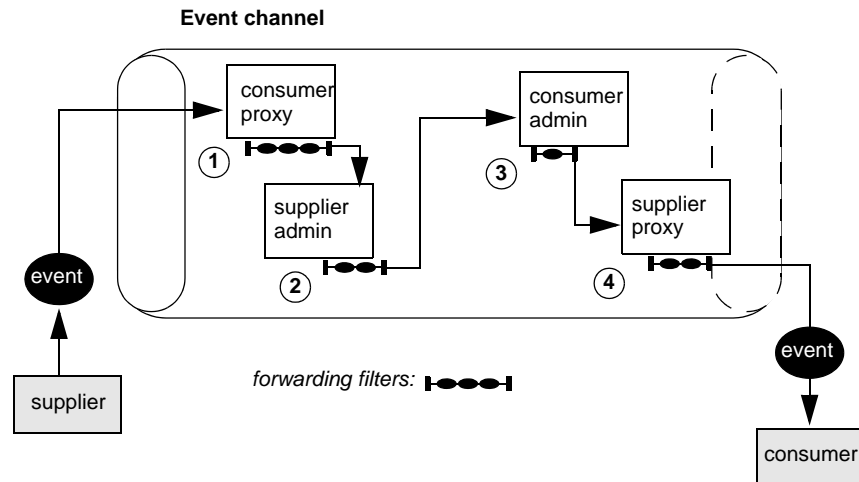 Event channel
consumer
proxy
1
supplier
admin
2
consumer
admin
3
supplier
proxy
4
event
supplier
forwarding filters:
event
consumer